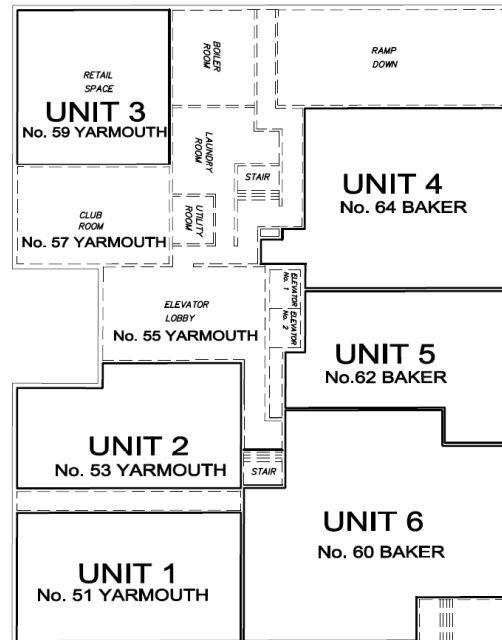 RETAIL
SPACE
UNIT 3
No. 59 YARMOUTH
BOILER
ROOM
RAMP
DOWN
LAUNDRY
ROOM
STAIR
UNIT 4
No. 64 BAKER
CLUB
ROOM
No. 57 YARMOUTH
UTILITY
ROOM
ELEVATOR
No. 1
ELEVATOR
No. 2
ELEVATOR
LOBBY
No. 55 YARMOUTH
UNIT 5
No.62 BAKER
UNIT 2
No. 53 YARMOUTH
STAIR
UNIT 6
No. 60 BAKER
UNIT 1
No. 51 YARMOUTH